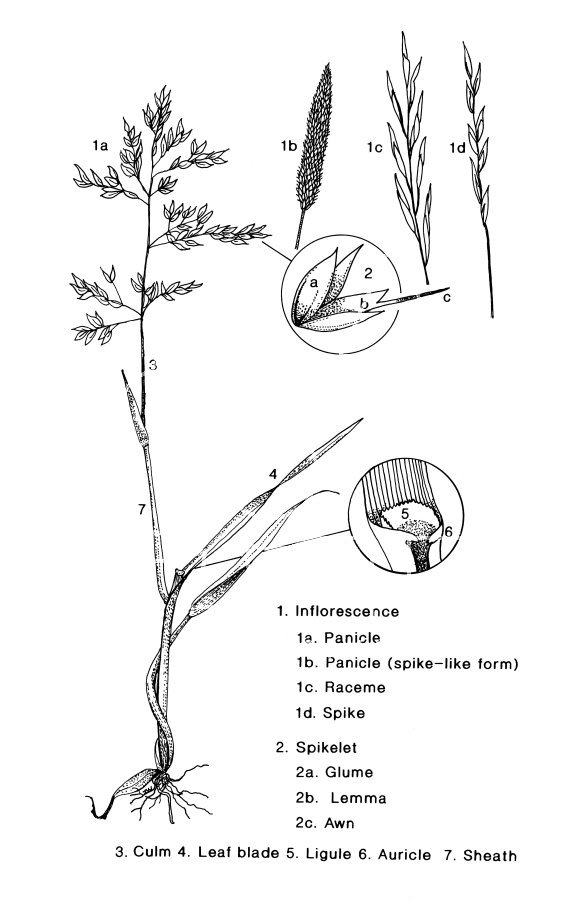 1a
1b
1c
1d
a
2
b
c
3
4
7
5
6
1. Inflorescence
1a. Panicle
1b. Panicle (spike-like form)
1c. Raceme
1d. Spike
2. Spikelet
2a. Glume
2b. Lemma
2c. Awn
3. Culm 4. Leaf blade 5. Ligule 6. Auricle 7. Sheath